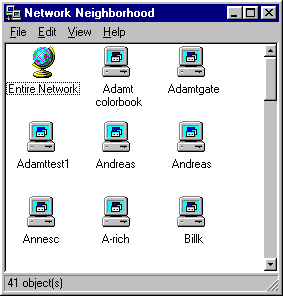 Network Neighborhood
File Edit View Help
Entire Network Adamt Adamtgate
colorbook
Adamttest1 Andreas Andreas
Annesc A-rich Billk
41 object(s)